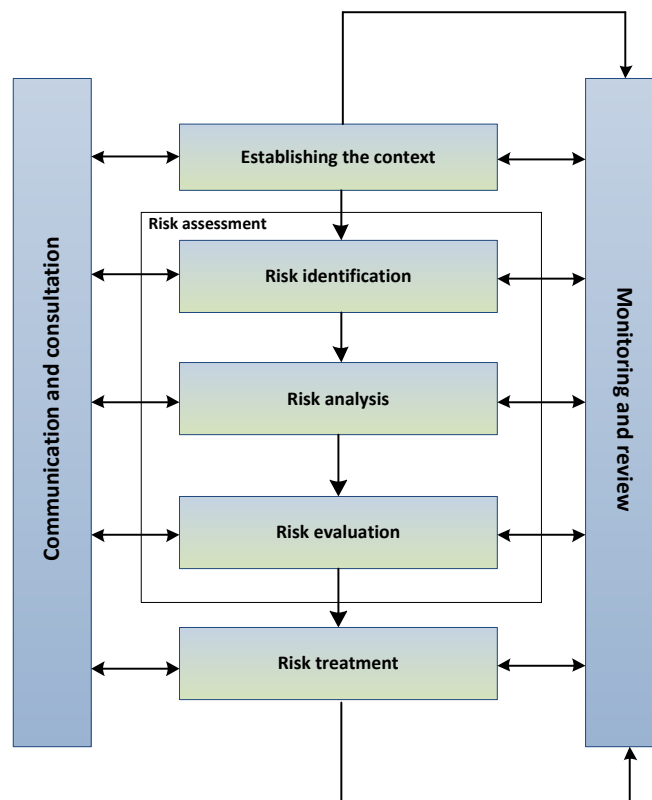 Communication and consultation
Establishing the context
Risk assessment
Risk identification
Risk analysis
Risk evaluation
Risk treatment
Monitoring and review